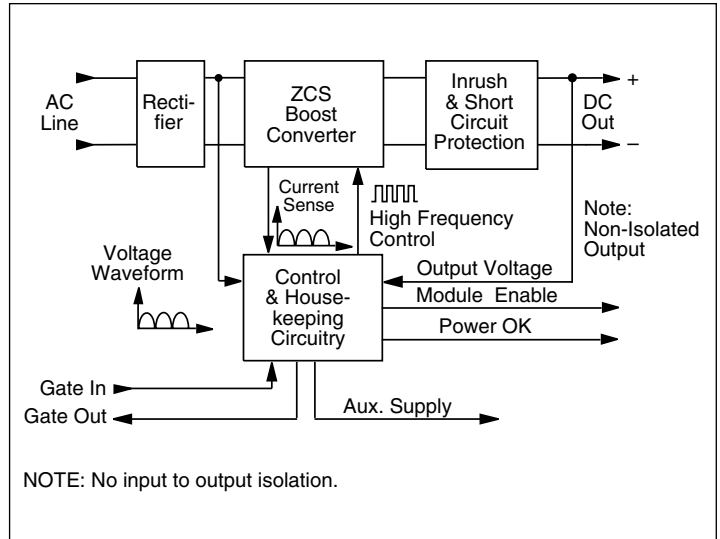 AC
Line
Recti-
fier
ZCS
Boost
Converter
Inrush
& Short
Circuit
Protection
+
DC
Out
–
Current
Sense
High Frequency
Control
Note:
Non-Isolated
Output
Voltage
Waveform
Control
& House-
keeping
Circuitry
Output Voltage
Module Enable
Power OK
Gate In
Gate Out
Aux. Supply
NOTE: No input to output isolation.